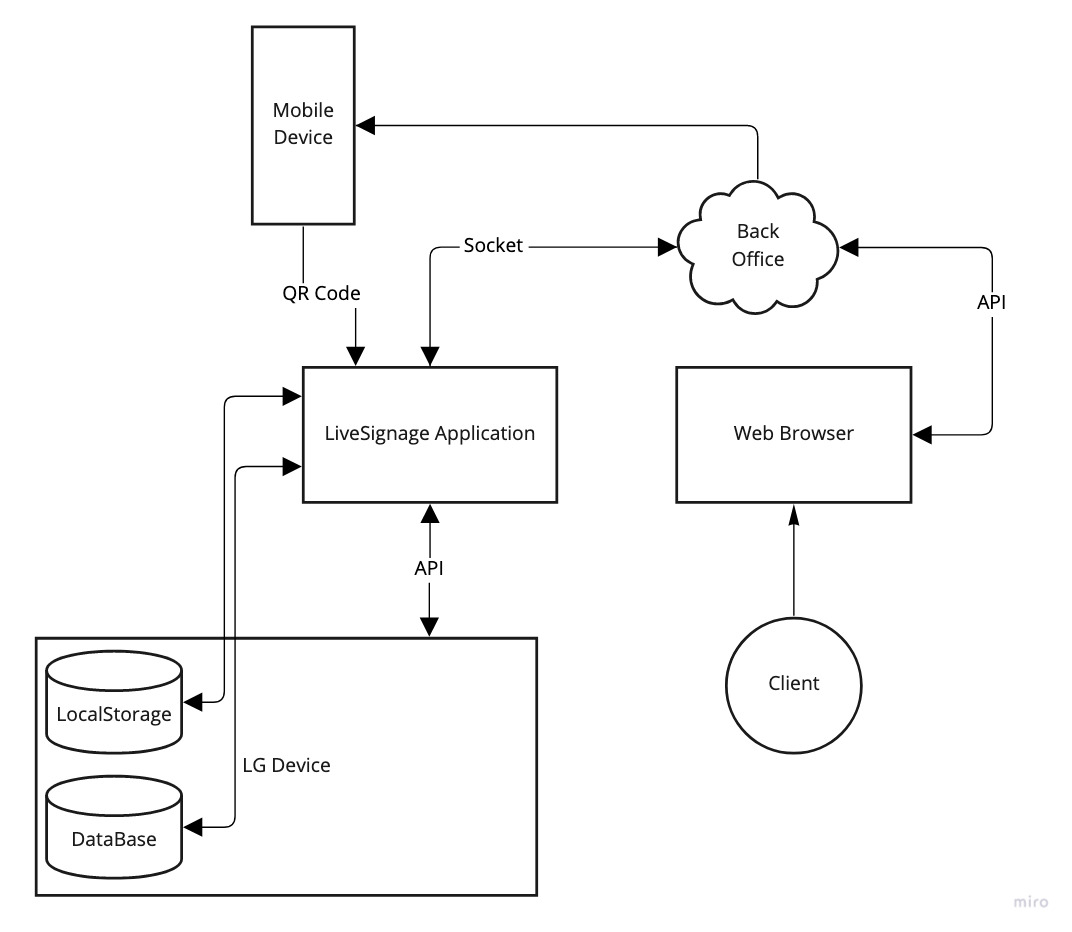 Mobile
Device
Back
Office
Socket
QR Code
API
LiveSignage Application
Web Browser
API
LocalStorage
LG Device
DataBase
Client
miro